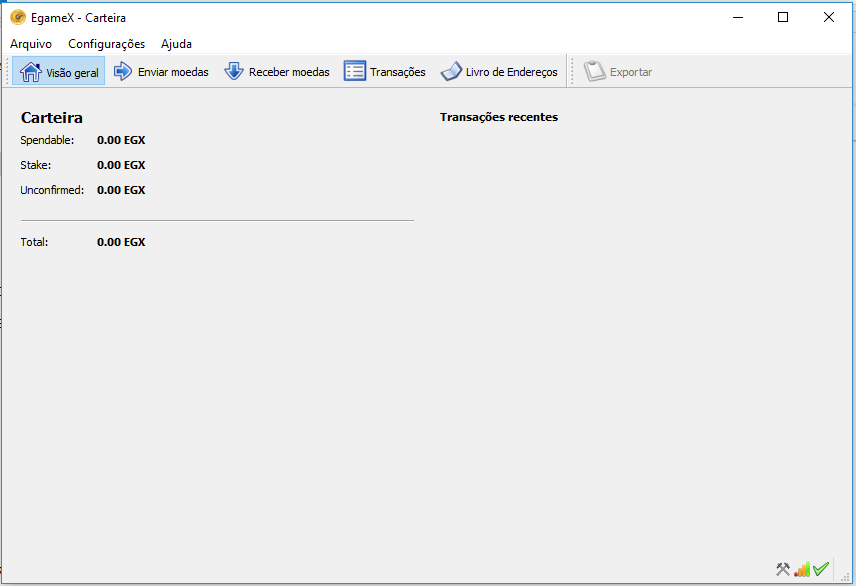 EgameX - Carteira
Arquivo Configurações Ajuda
Visão geral Enviar moedas Receber moedas Transações Livro de Endereços Exportar
Carteira
Transações recentes
Spendable: 0.00 EGX
Stake: 0.00 EGX
Unconfirmed: 0.00 EGX
Total: 0.00 EGX